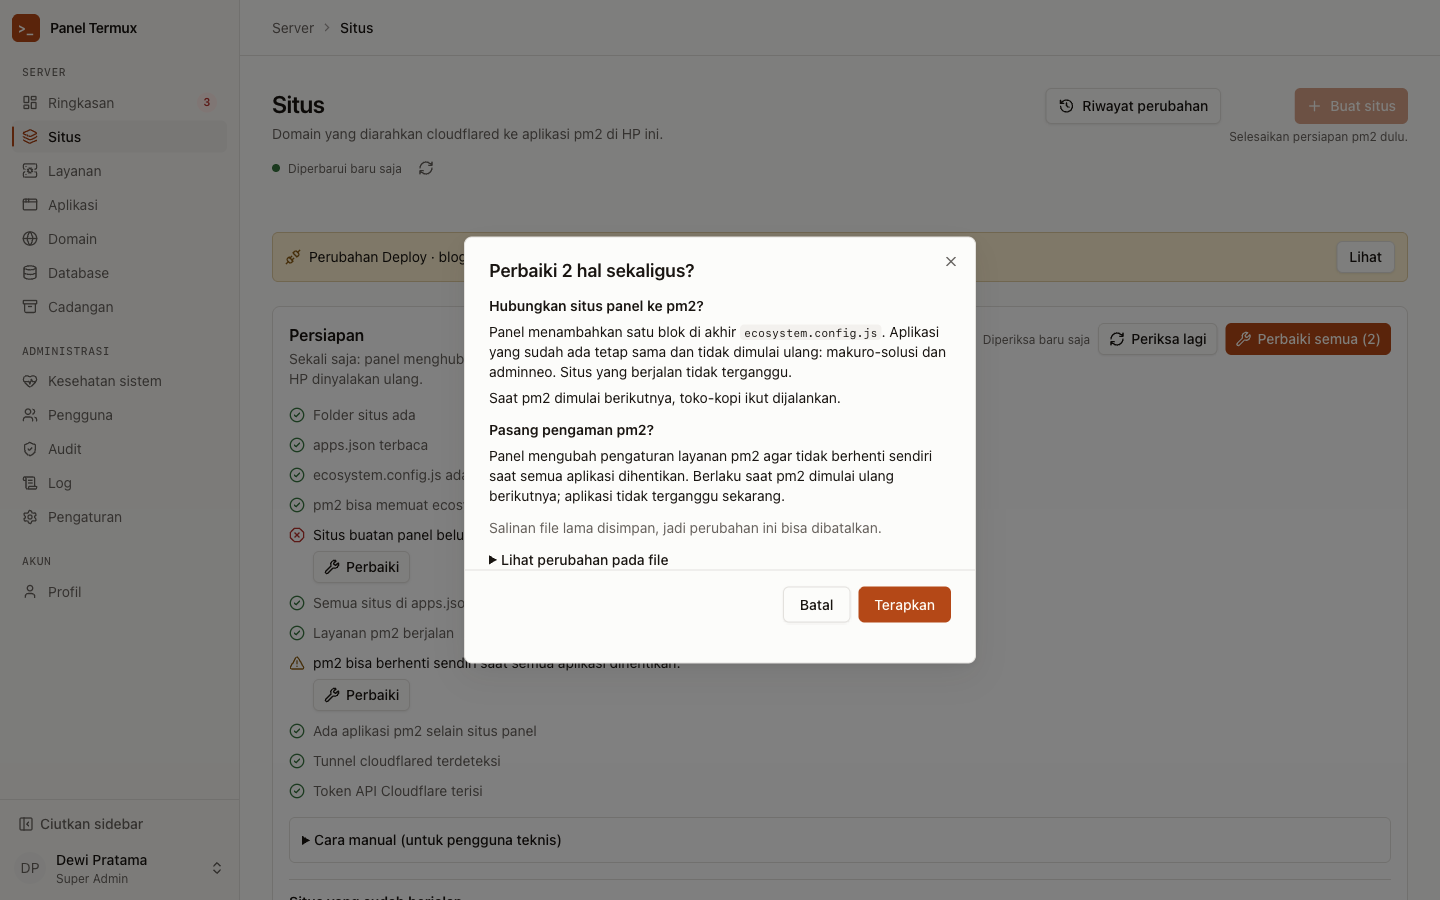 >_ Panel Termux
SERVER
Ringkasan 3
Situs
Layanan
Aplikasi
Domain
Database
Cadangan
ADMINISTRASI
Kesehatan sistem
Pengguna
Audit
Log
Pengaturan
AKUN
Profil
Ciutkan sidebar
DP Dewi Pratama
Super Admin
Server > Situs
Situs
Domain yang diarahkan cloudflared ke aplikasi pm2 di HP ini.
Diperbarui baru saja
Riwayat perubahan
+ Buat situs
Selesaikan persiapan pm2 dulu.
Perubahan Deploy · blog
Lihat
Persiapan
Sekali saja: panel menghub
HP dinyalakan ulang.
Diperiksa baru saja
Periksa lagi
Perbaiki semua (2)
Folder situs ada
apps.json terbaca
ecosystem.config.js ada
pm2 bisa memuat ecos
Situs buatan panel belu
Perbaiki
Semua situs di apps.jso
Layanan pm2 berjalan
pm2 bisa berhenti sendiri saat semua aplikasi dihentikan.
Perbaiki
Ada aplikasi pm2 selain situs panel
Tunnel cloudflared terdeteksi
Token API Cloudflare terisi
Cara manual (untuk pengguna teknis)
Situs yang sudah berjalan
Perbaiki 2 hal sekaligus?
Hubungkan situs panel ke pm2?
Panel menambahkan satu blok di akhir ecosystem.config.js. Aplikasi
yang sudah ada tetap sama dan tidak dimulai ulang: makuro-solusi dan
adminneo. Situs yang berjalan tidak terganggu.
Saat pm2 dimulai berikutnya, toko-kopi ikut dijalankan.
Pasang pengaman pm2?
Panel mengubah pengaturan layanan pm2 agar tidak berhenti sendiri
saat semua aplikasi dihentikan. Berlaku saat pm2 dimulai ulang
berikutnya; aplikasi tidak terganggu sekarang.
Salinan file lama disimpan, jadi perubahan ini bisa dibatalkan.
Lihat perubahan pada file
Batal
Terapkan